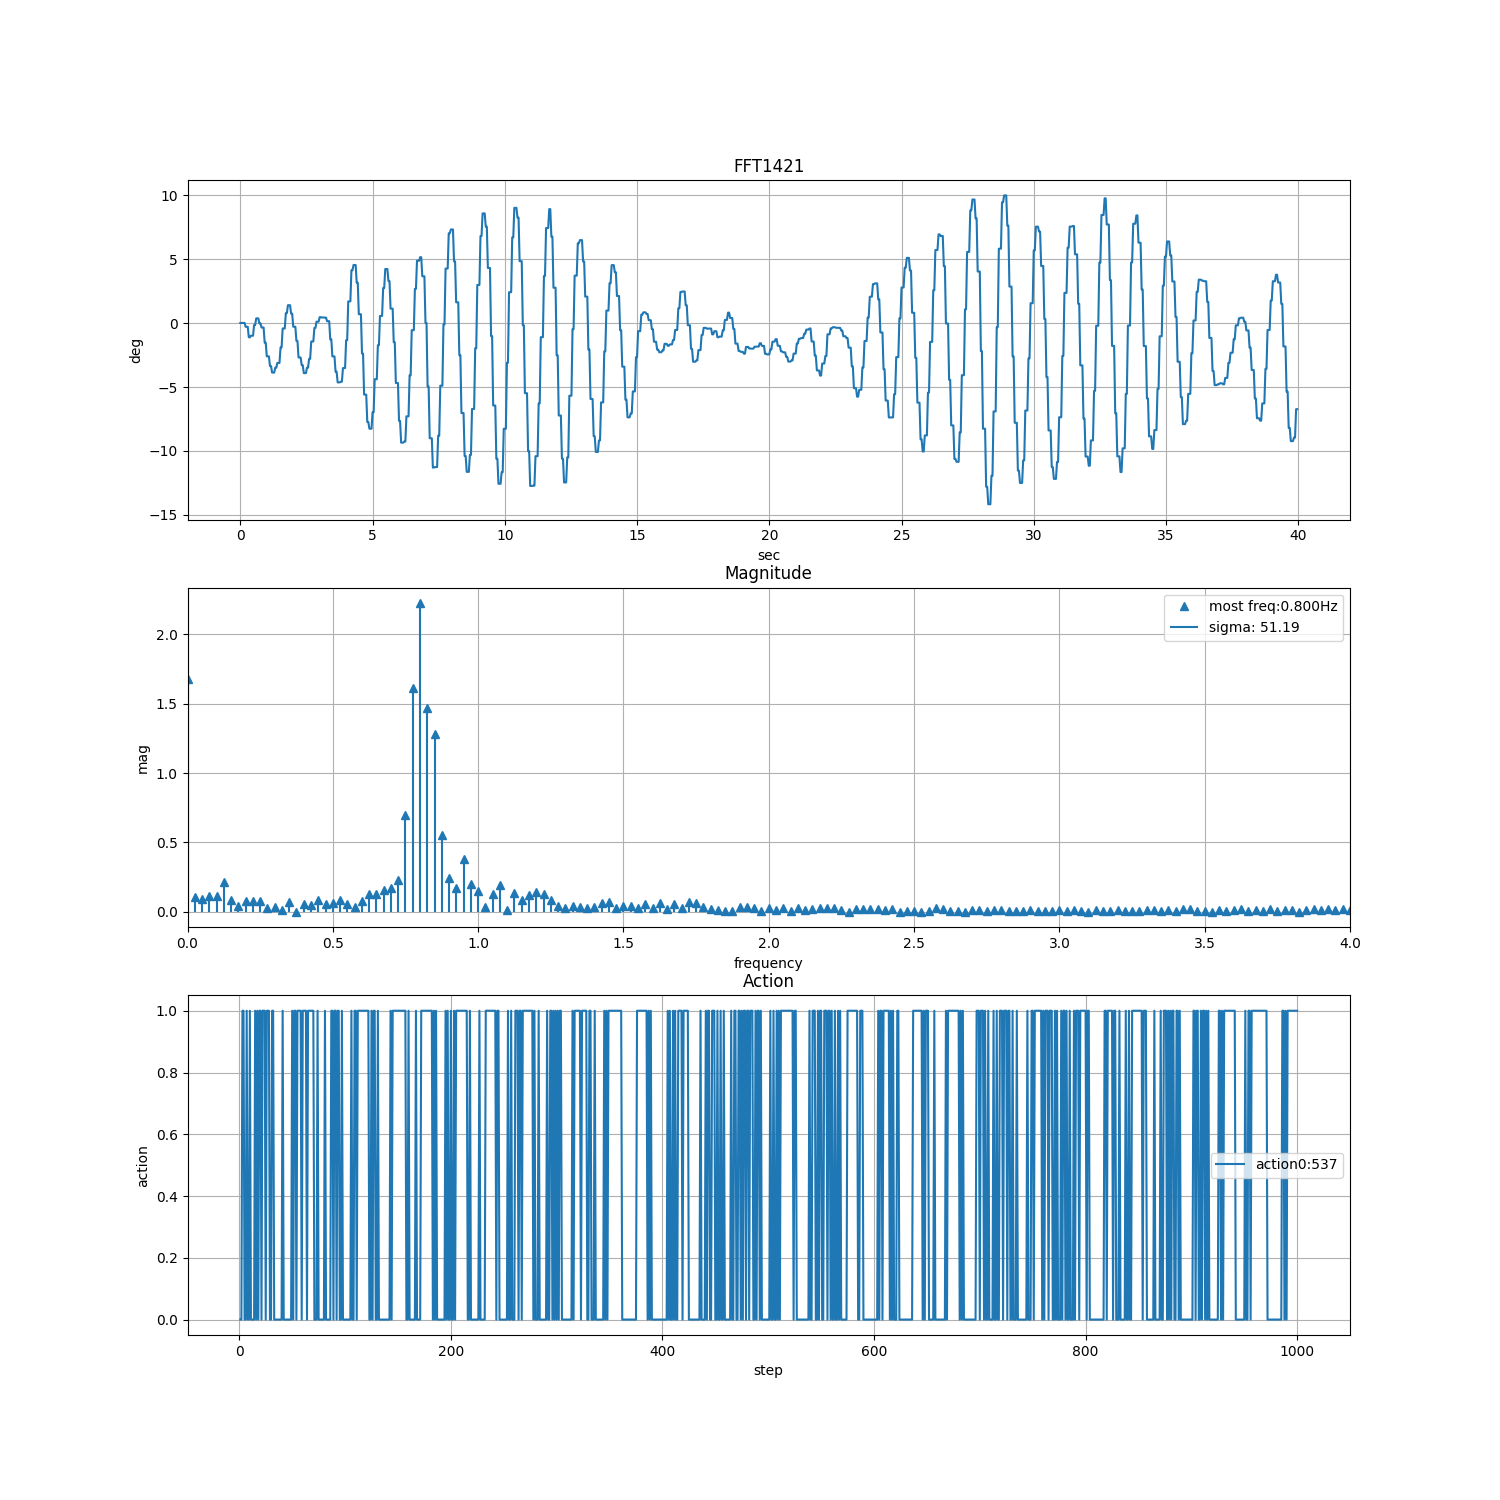 FFT1421
10
5
0
−5
−10
−15
deg
0 5 10 15 20 25 30 35 40
sec
Magnitude
most freq:0.800Hz
sigma: 51.19
2.0
1.5
1.0
0.5
0.0
mag
0.0 0.5 1.0 1.5 2.0 2.5 3.0 3.5 4.0
frequency
Action
1.0
0.8
0.6
0.4
0.2
0.0
action
action0:537
0 200 400 600 800 1000
step